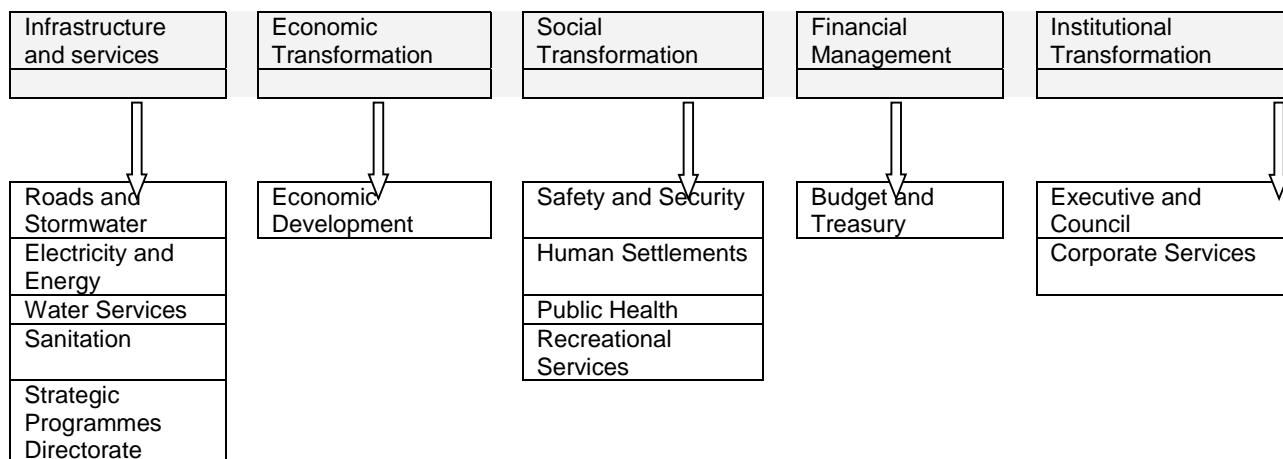 Infrastructure
and services
Economic
Transformation
Social
Transformation
Financial
Management
Institutional
Transformation
Roads and
Stormwater
Electricity and
Energy
Water Services
Sanitation
Strategic
Programmes
Directorate
Economic
Development
Safety and Security
Human Settlements
Public Health
Recreational
Services
Budget and
Treasury
Executive and
Council
Corporate Services